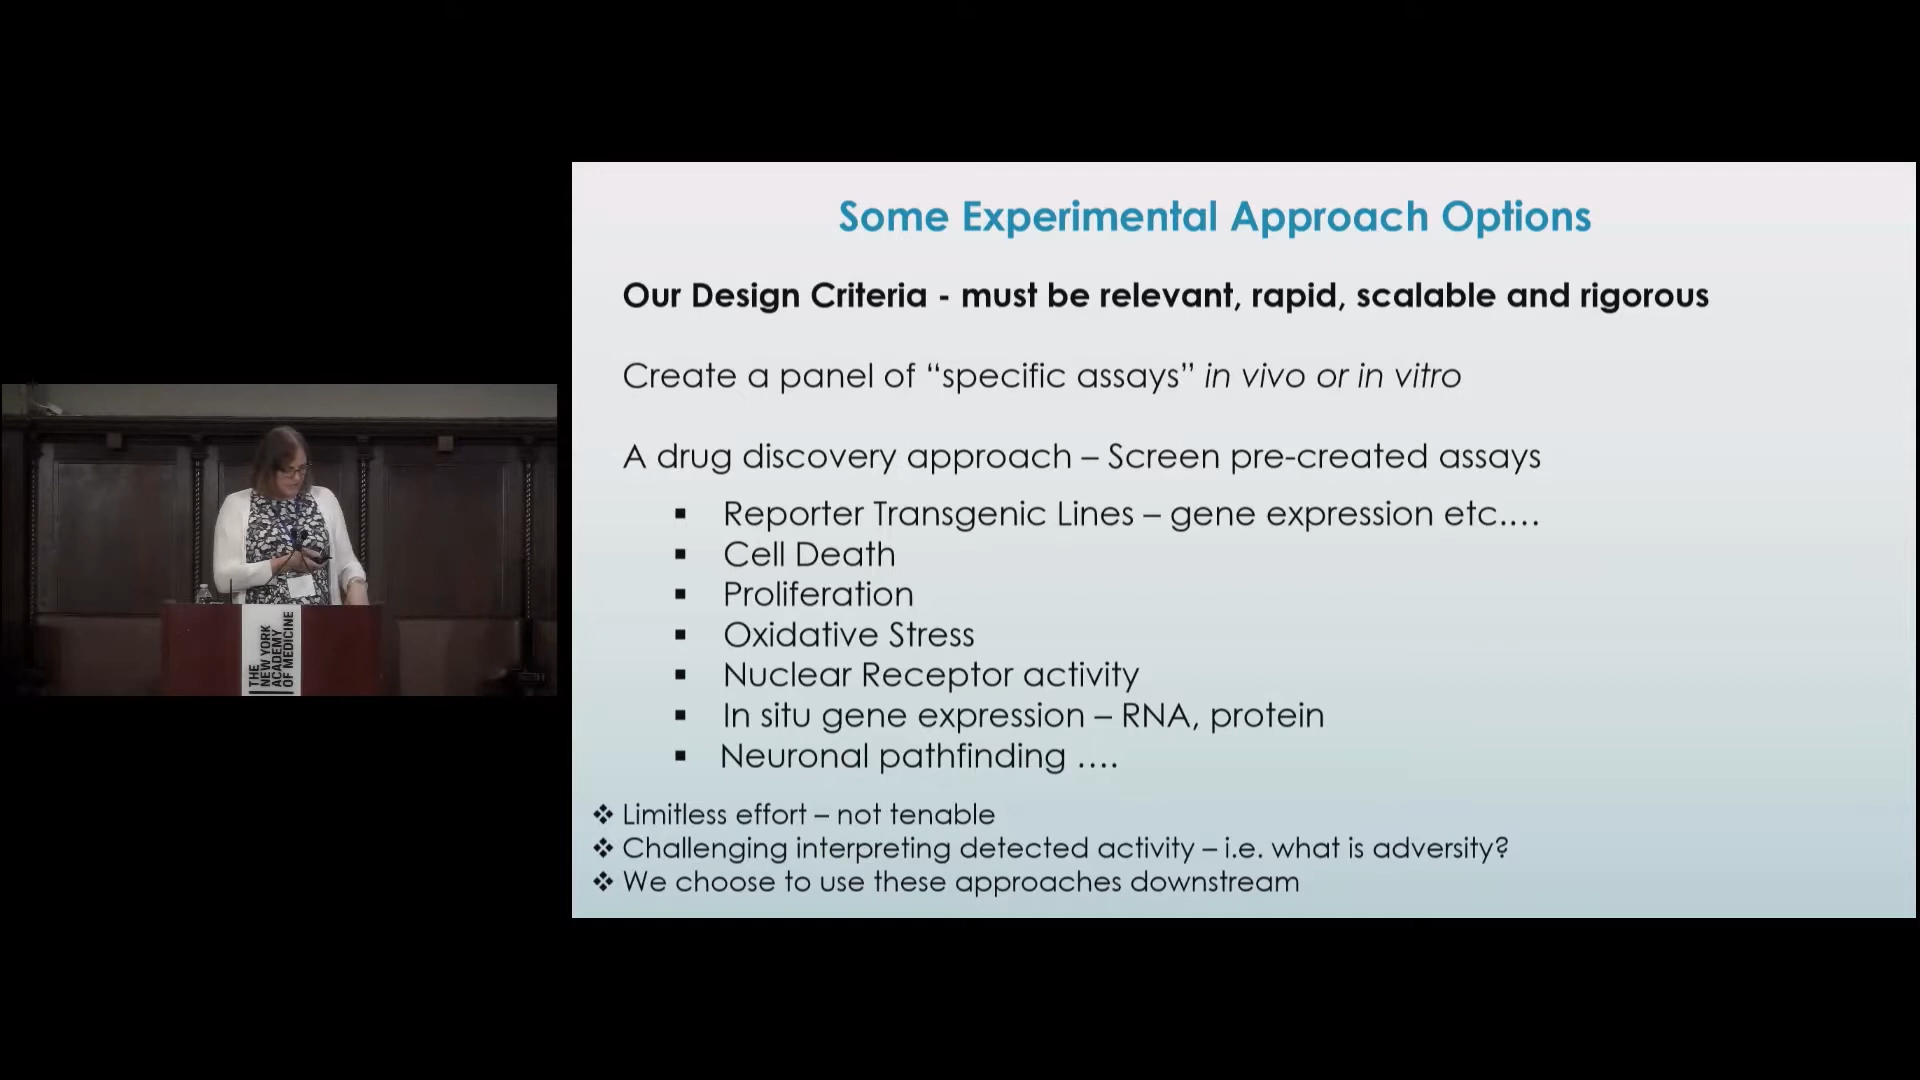 Some Experimental Approach Options
Our Design Criteria - must be relevant, rapid, scalable and rigorous
Create a panel of “specific assays” in vivo or in vitro
A drug discovery approach – Screen pre-created assays
▪ Reporter Transgenic Lines – gene expression etc....
▪ Cell Death
▪ Proliferation
▪ Oxidative Stress
▪ Nuclear Receptor activity
▪ In situ gene expression – RNA, protein
▪ Neuronal pathfinding ....
❖ Limitless effort – not tenable
❖ Challenging interpreting detected activity – i.e. what is adversity?
❖ We choose to use these approaches downstream
THE
NEW YORK
ACADEMY
OF MEDICINE